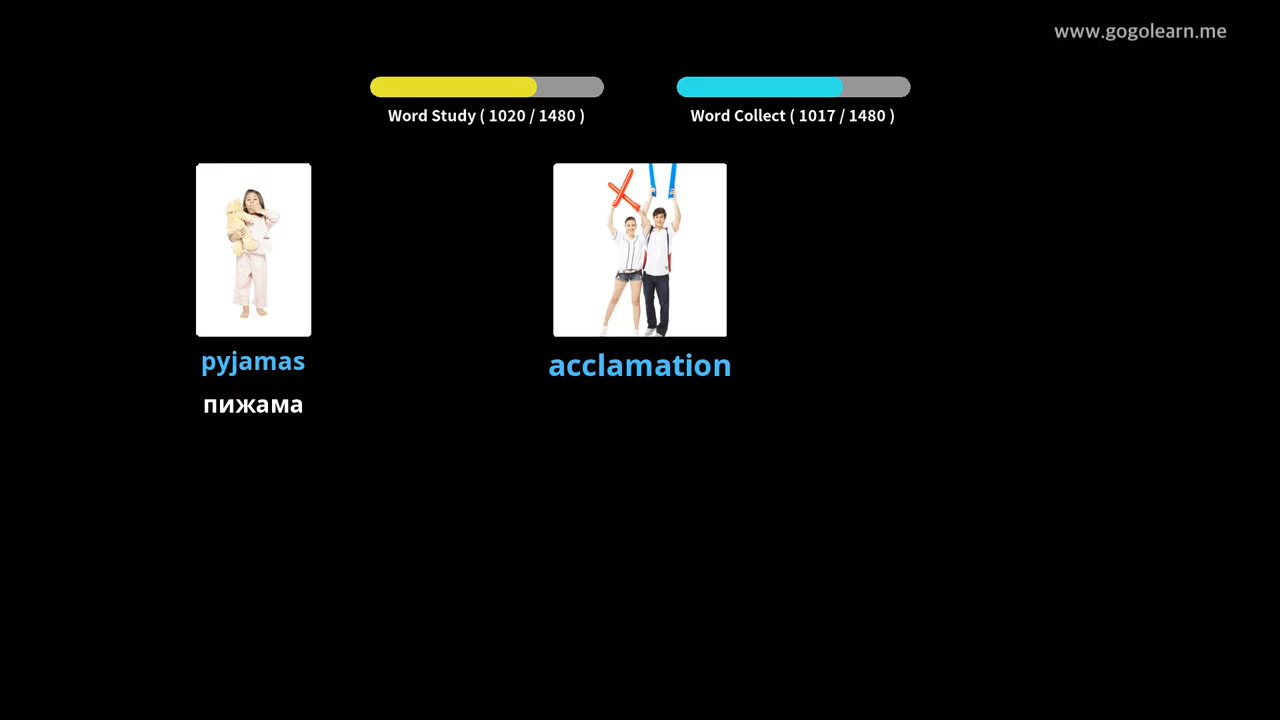 www.gogolearn.me
Word Study ( 1020 / 1480 )
Word Collect ( 1017 / 1480 )
pyjamas
пижама
acclamation